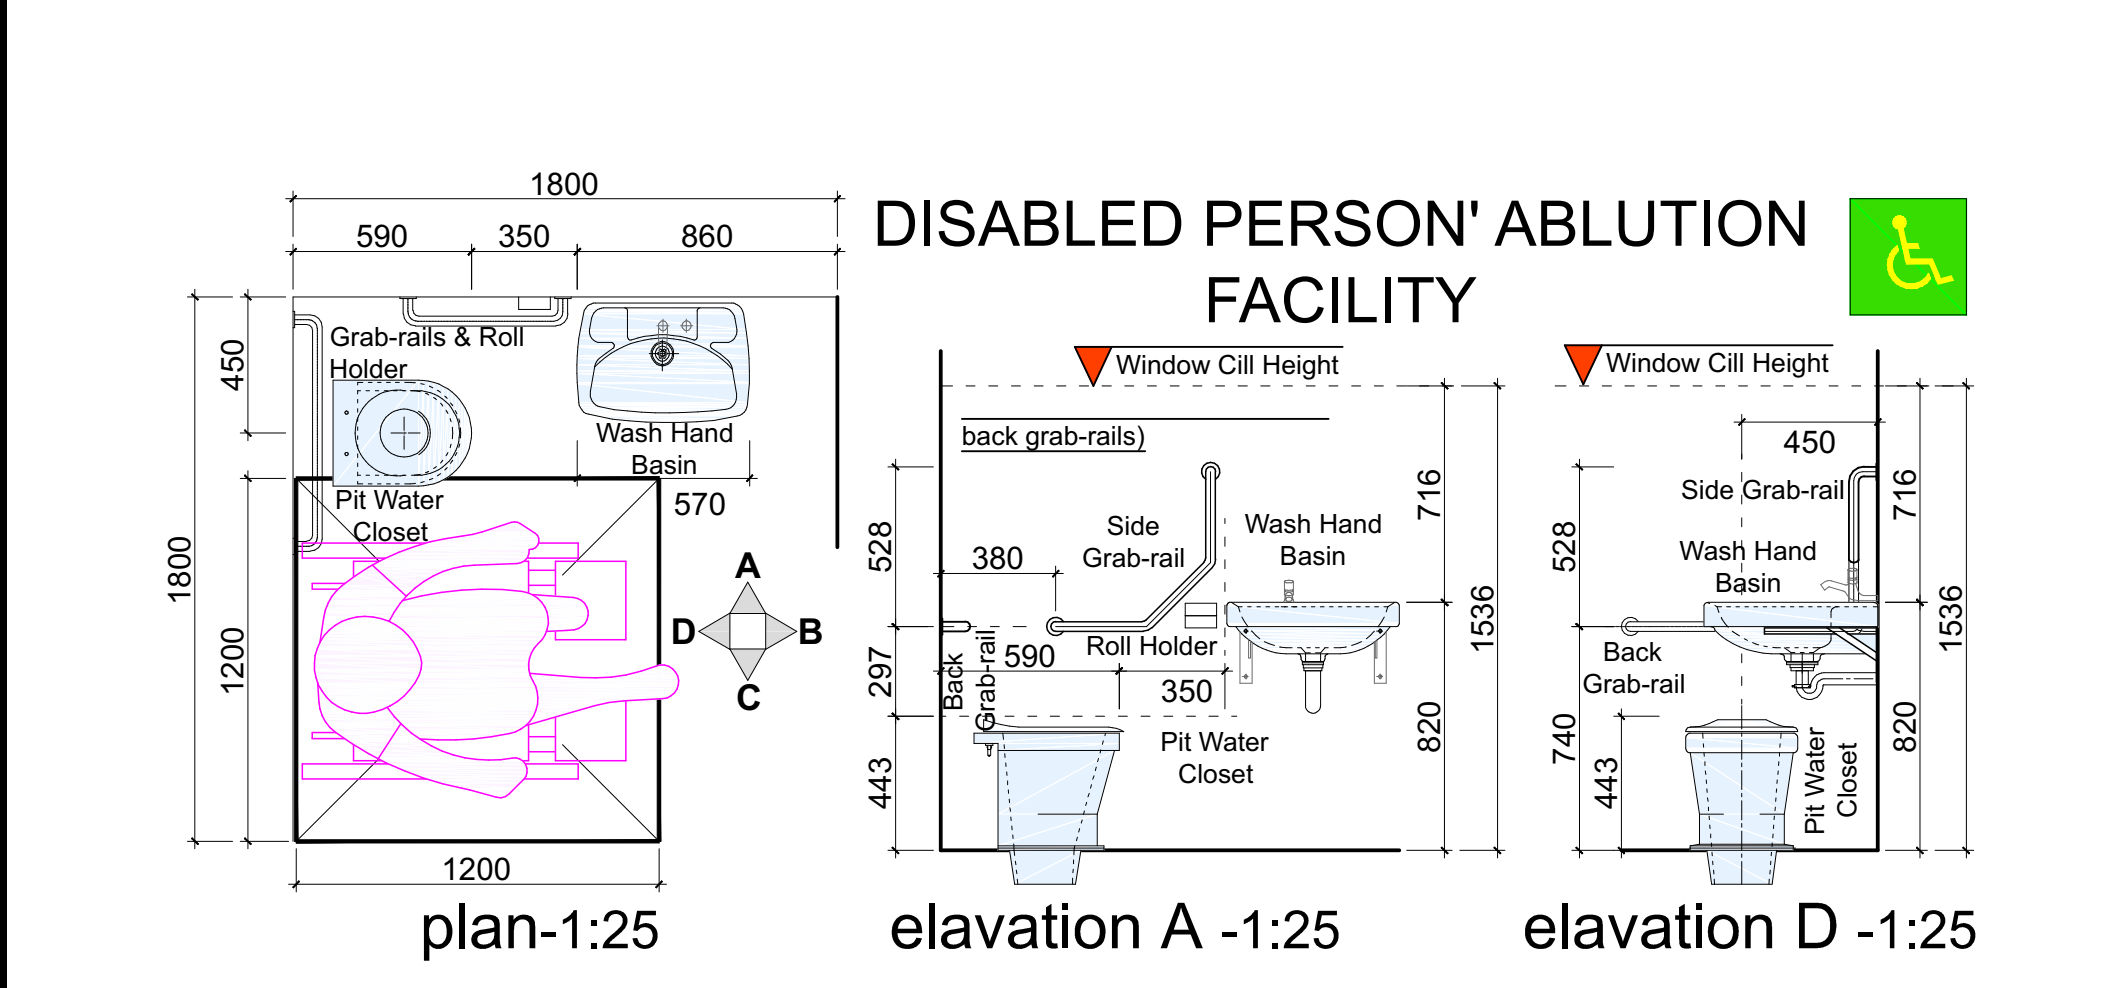 DISABLED PERSON' ABLUTION
FACILITY
1800
590
350
860
450
1800
1200
Grab-rails & Roll
Holder
Wash Hand
Basin
570
Pit Water
Closet
A
D
B
C
1200
plan-1:25
Window Cill Height
back grab-rails)
528
297
443
380
Side
Grab-rail
Wash Hand
Basin
Roll Holder
590
350
Back
Grab-rail
Pit Water
Closet
716
820
1536
elavation A -1:25
Window Cill Height
450
Side Grab-rail
Wash Hand
Basin
528
740
443
Back
Grab-rail
Pit Water
Closet
716
820
1536
elavation D -1:25